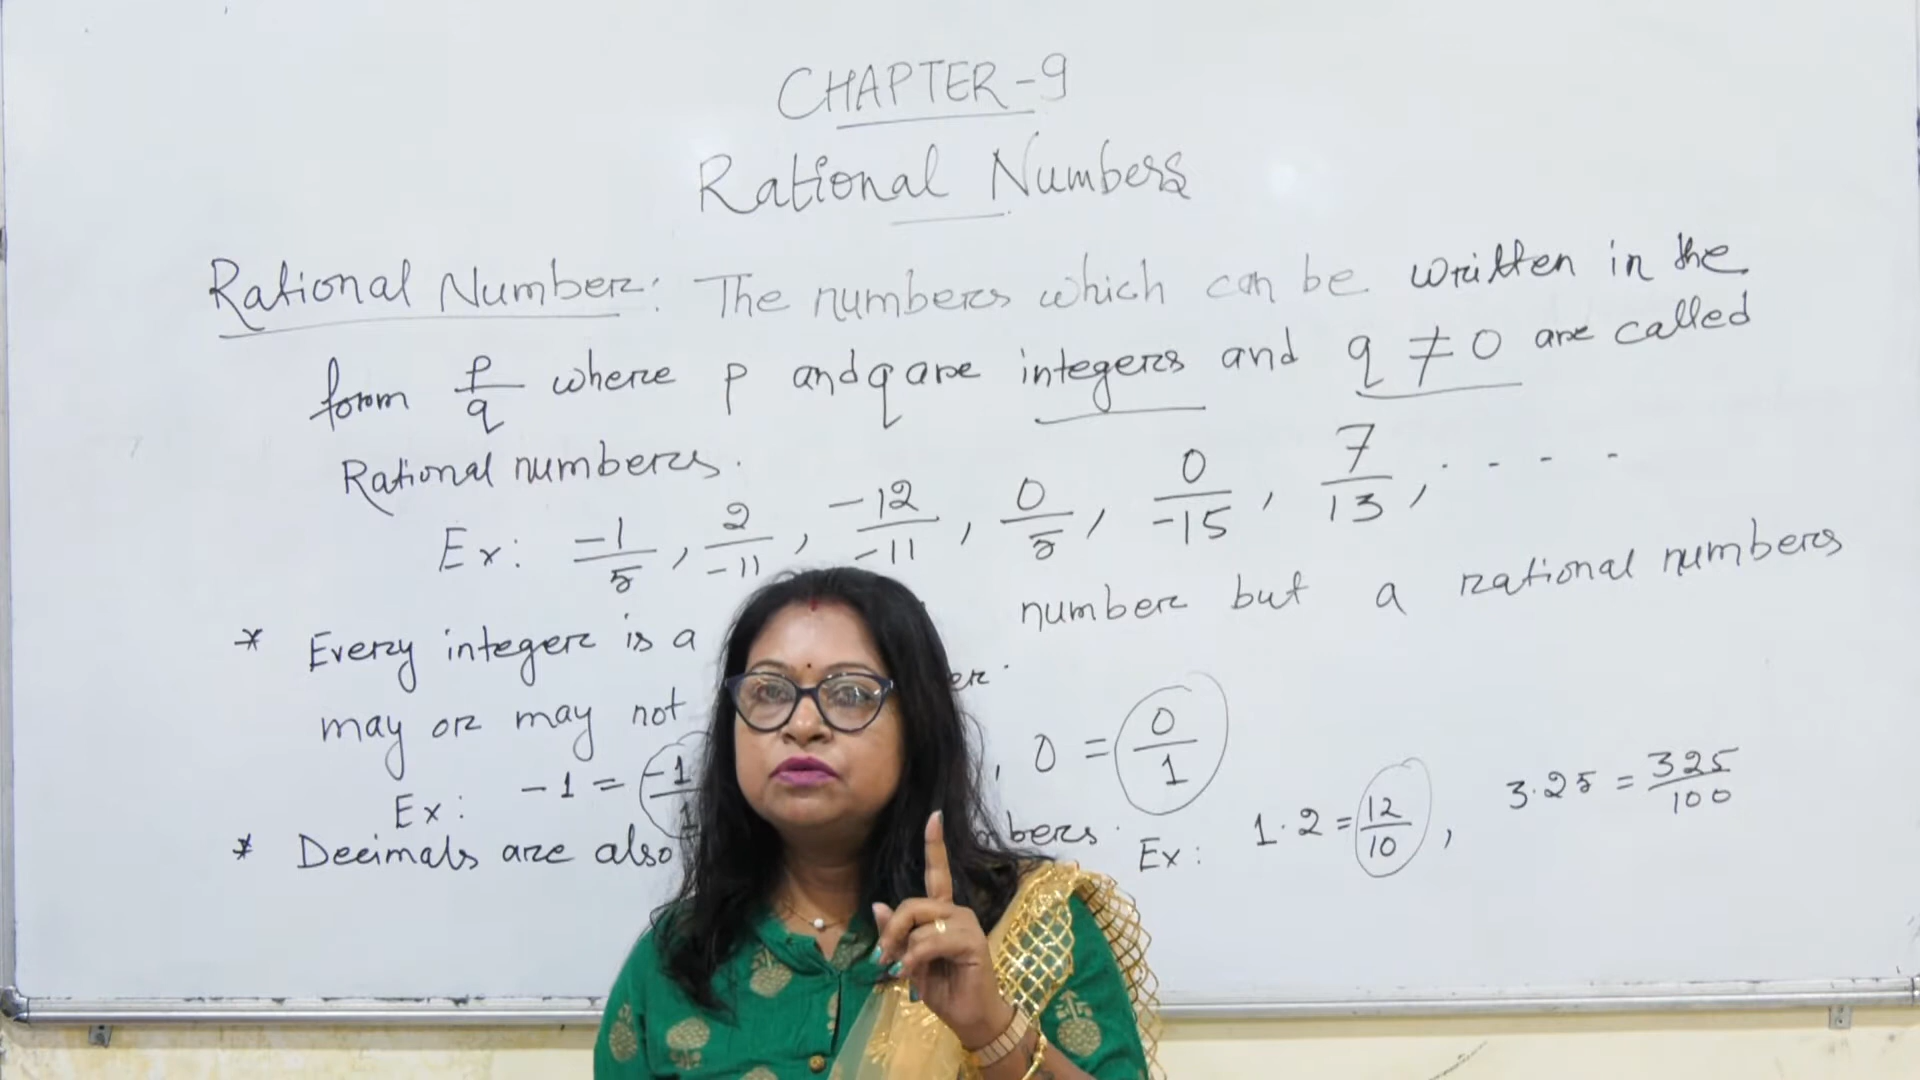 CHAPTER-9
Rational Numbers
Rational Number: The numbers which can be written in the
form p/q where p and q are integers and q ≠ 0 are called
Rational numbers.
Ex: -1/5, 2/-11, -12/-11, 0/5, 0/-15, 7/13, . - - -
* Every integer is a number but a rational numbers
may or may not
Ex: -1 = -1/1, 0 = 0/1
* Decimals are also Ex: 1.2 = 12/10, 3.25 = 325/100